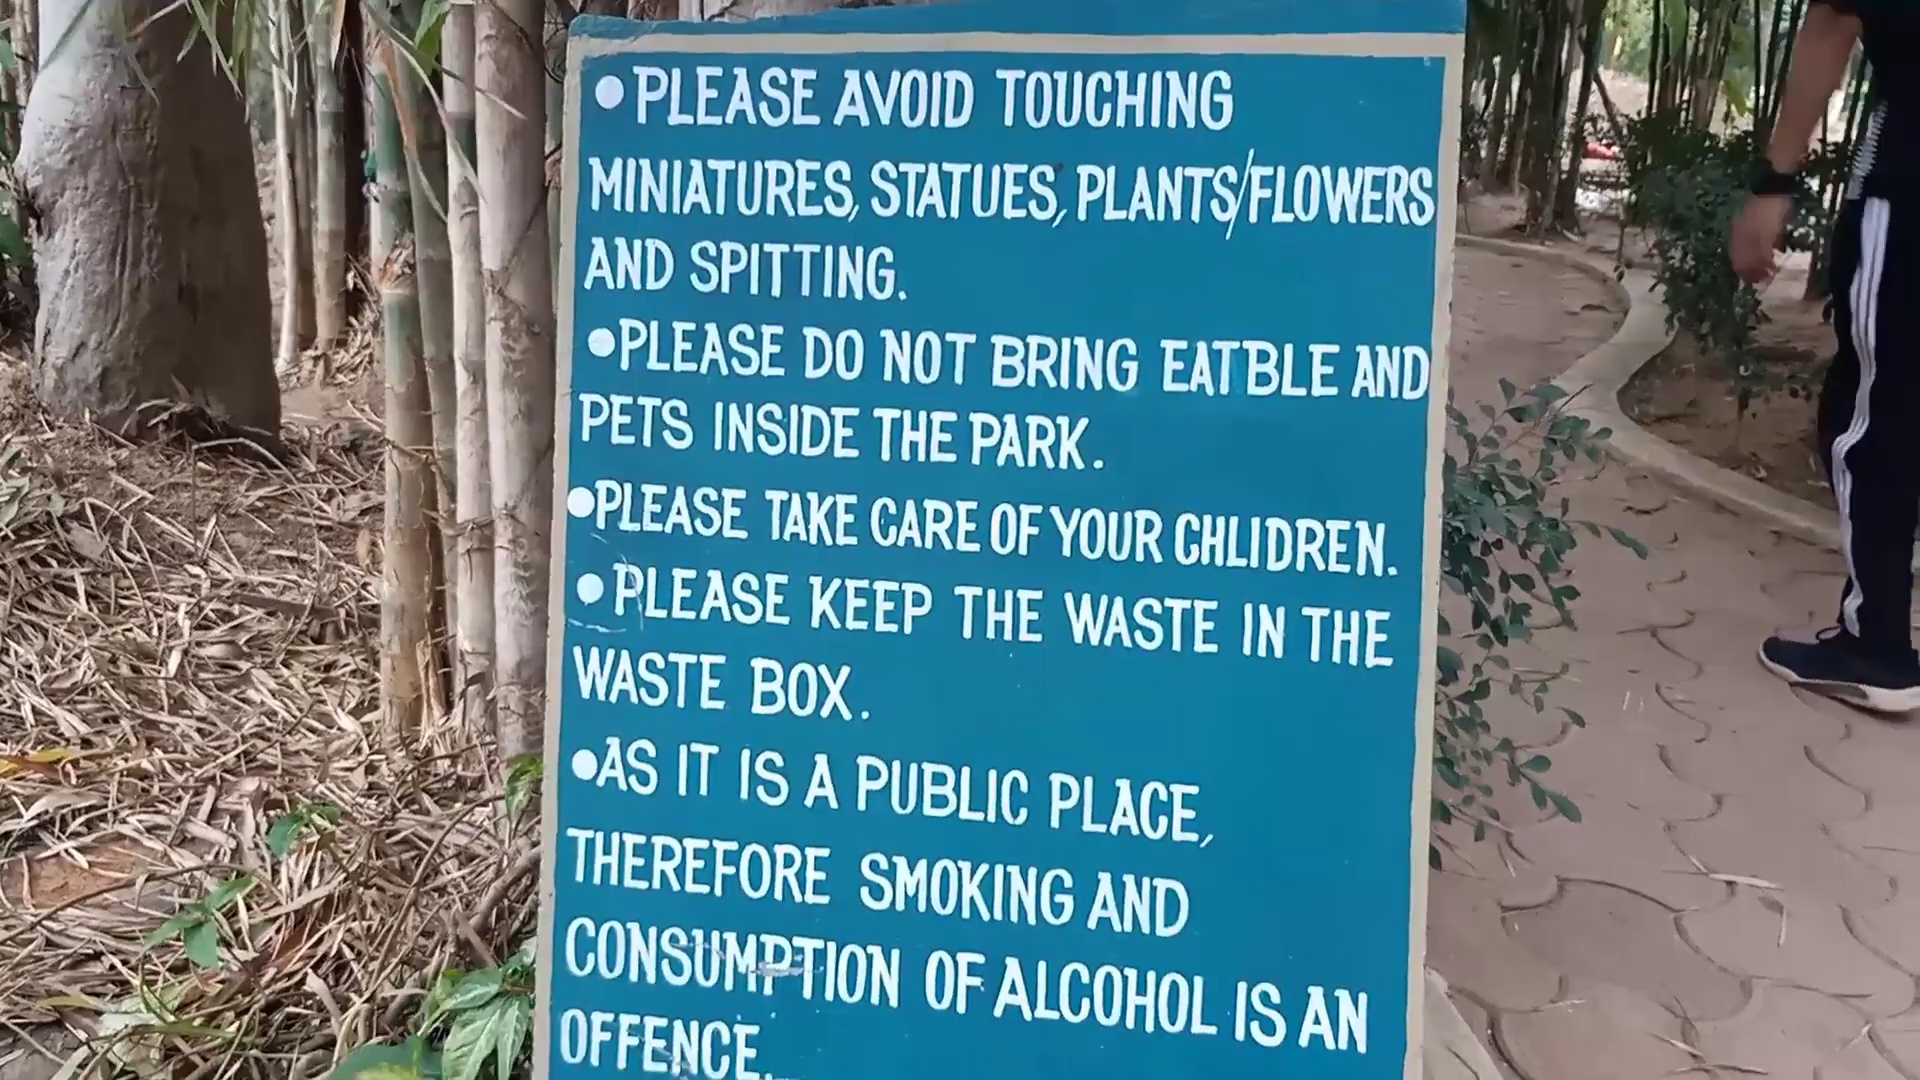 ●PLEASE AVOID TOUCHING
MINIATURES, STATUES, PLANTS/FLOWERS
AND SPITTING.
●PLEASE DO NOT BRING EATBLE AND
PETS INSIDE THE PARK.
●PLEASE TAKE CARE OF YOUR CHLIDREN.
●PLEASE KEEP THE WASTE IN THE
WASTE BOX.
●AS IT IS A PUBLIC PLACE,
THEREFORE SMOKING AND
CONSUMPTION OF ALCOHOL IS AN
OFFENCE.